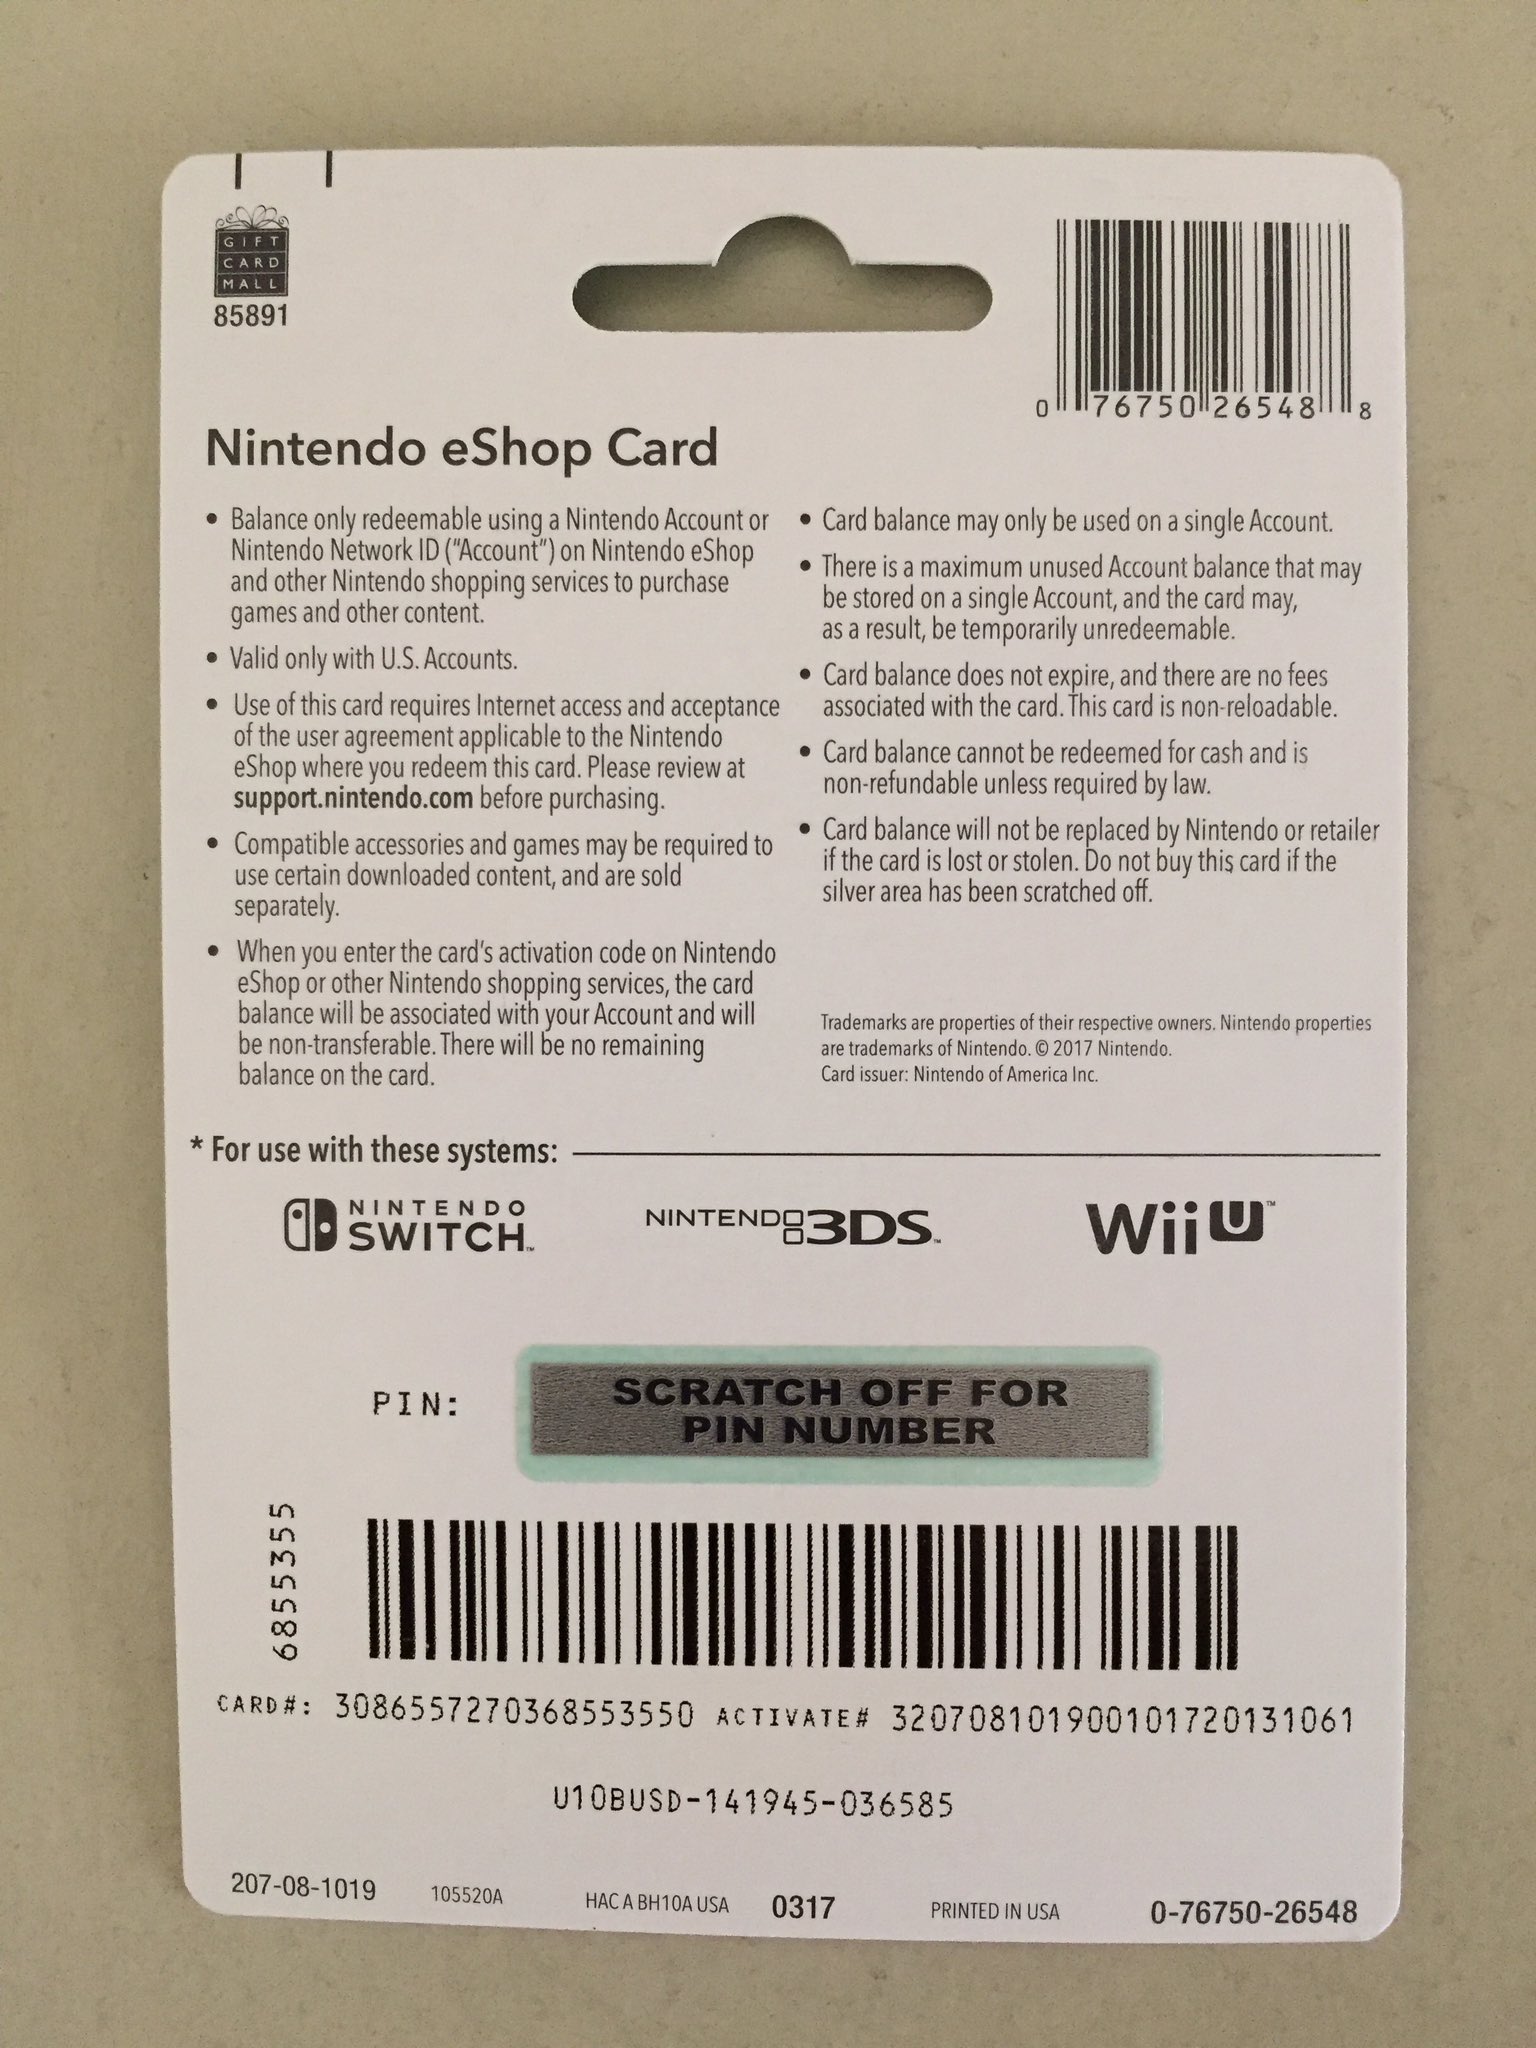 GIFT
CARD
MALL
85891
0 76750 26548 8
Nintendo eShop Card
• Balance only redeemable using a Nintendo Account or
Nintendo Network ID (“Account”) on Nintendo eShop
and other Nintendo shopping services to purchase
games and other content.
• Valid only with U.S. Accounts.
• Use of this card requires Internet access and acceptance
of the user agreement applicable to the Nintendo
eShop where you redeem this card. Please review at
support.nintendo.com before purchasing.
• Compatible accessories and games may be required to
use certain downloaded content, and are sold
separately.
• When you enter the card’s activation code on Nintendo
eShop or other Nintendo shopping services, the card
balance will be associated with your Account and will
be non-transferable. There will be no remaining
balance on the card.
• Card balance may only be used on a single Account.
• There is a maximum unused Account balance that may
be stored on a single Account, and the card may,
as a result, be temporarily unredeemable.
• Card balance does not expire, and there are no fees
associated with the card. This card is non-reloadable.
• Card balance cannot be redeemed for cash and is
non-refundable unless required by law.
• Card balance will not be replaced by Nintendo or retailer
if the card is lost or stolen. Do not buy this card if the
silver area has been scratched off.
Trademarks are properties of their respective owners. Nintendo properties
are trademarks of Nintendo. © 2017 Nintendo.
Card issuer: Nintendo of America Inc.
* For use with these systems:
NINTENDO
SWITCH™
NINTENDO 3DS™
Wii U™
PIN:
SCRATCH OFF FOR
PIN NUMBER
6855355
CARD#: 3086557270368553550 ACTIVATE# 320708101900101720131061
U10BUSD-141945-036585
207-08-1019 105520A HAC A BH10A USA 0317 PRINTED IN USA 0-76750-26548